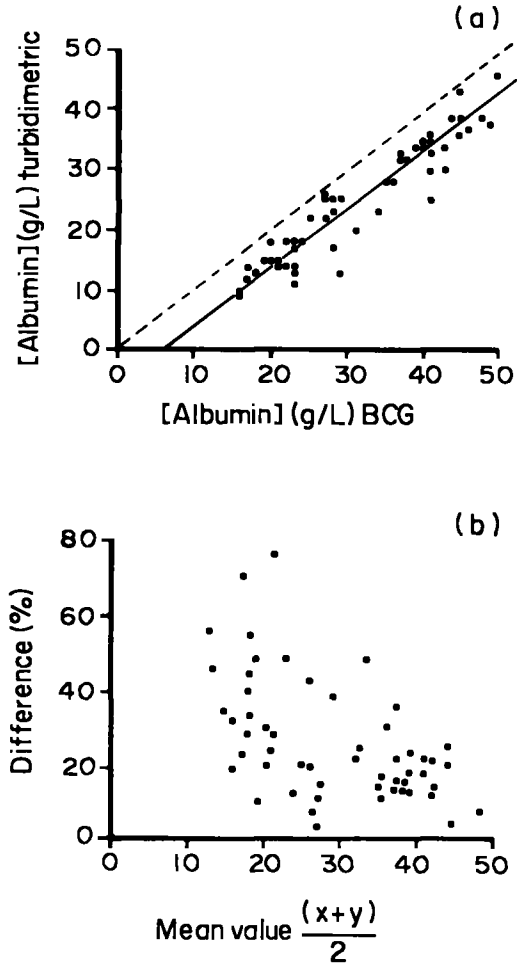 (a)
50
40
30
20
10
0
0 10 20 30 40 50
[Albumin] (g/L) turbidimetric
[Albumin] (g/L) BCG
(b)
80
60
40
20
0
0 10 20 30 40 50
Difference (%)
Mean value (x+y)
2